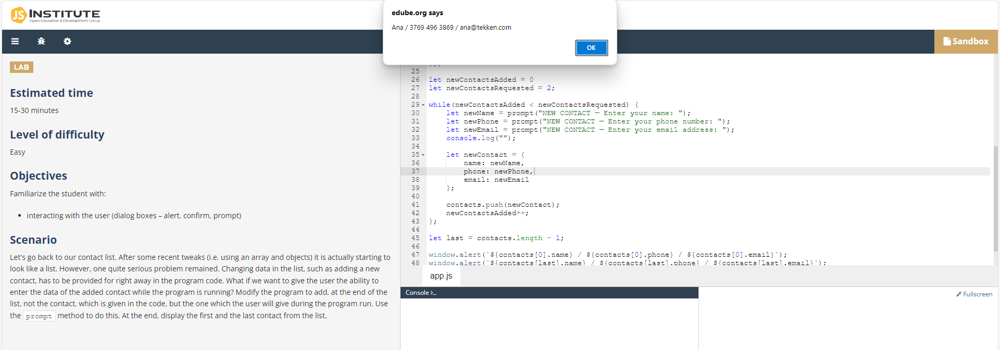 JS INSTITUTE
Open Education & Development Group
edube.org says
Ana / 3769 496 3869 / ana@tekken.com
OK
Sandbox
LAB
Estimated time
15-30 minutes
Level of difficulty
Easy
Objectives
Familiarize the student with:
• interacting with the user (dialog boxes – alert, confirm, prompt)
Scenario
Let's go back to our contact list. After some recent tweaks (i.e. using an array and objects) it is actually starting to
look like a list. However, one quite serious problem remained. Changing data in the list, such as adding a new
contact, has to be provided for right away in the program code. What if we want to give the user the ability to
enter the data of the added contact while the program is running? Modify the program to add, at the end of the
list, not the contact, which is given in the code, but the one which the user will give during the program run. Use
the prompt method to do this. At the end, display the first and the last contact from the list.
25
26 let newContactsAdded = 0
27 let newContactsRequested = 2;
28
29 while(newContactsAdded < newContactsRequested) {
30 let newName = prompt("NEW CONTACT — Enter your name: ");
31 let newPhone = prompt("NEW CONTACT — Enter your phone number: ");
32 let newEmail = prompt("NEW CONTACT — Enter your email address: ");
33 console.log("");
34
35 let newContact = {
36 name: newName,
37 phone: newPhone,
38 email: newEmail
39 };
40
41 contacts.push(newContact);
42 newContactsAdded++;
43 };
44
45 let last = contacts.length - 1;
46
47 window.alert(`${contacts[0].name} / ${contacts[0].phone} / ${contacts[0].email}`);
48 window.alert(`${contacts[last].name} / ${contacts[last].phone} / ${contacts[last].email}`);
app.js
Console >_
Fullscreen